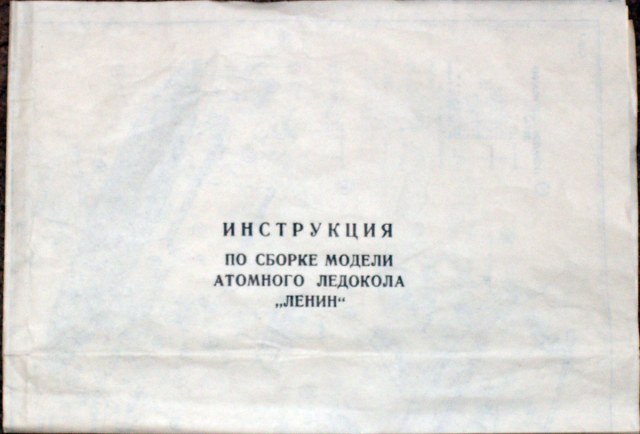 ИНСТРУКЦИЯ
ПО СБОРКЕ МОДЕЛИ
АТОМНОГО ЛЕДОКОЛА
„ЛЕНИН“